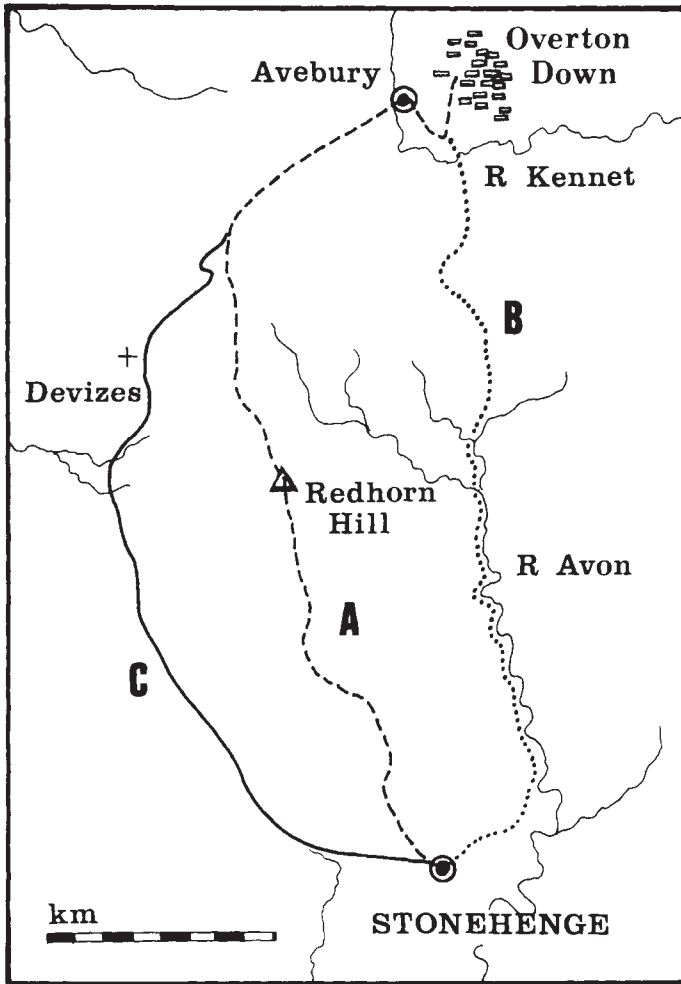 Overton
Down
Avebury
R Kennet
B
Devizes
Redhorn
Hill
R Avon
A
C
km
STONEHENGE